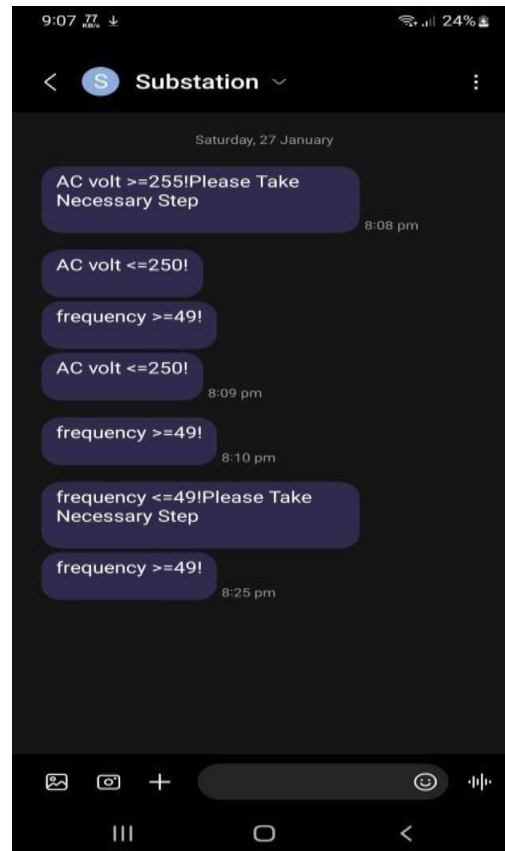 9:07 77 KB/s 24%
S Substation
Saturday, 27 January
AC volt >=255!Please Take
Necessary Step
8:08 pm
AC volt <=250!
frequency >=49!
AC volt <=250!
8:09 pm
frequency >=49!
8:10 pm
frequency <=49!Please Take
Necessary Step
frequency >=49!
8:25 pm